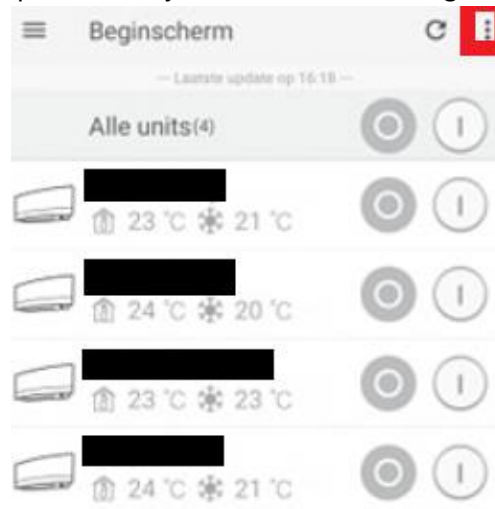 Beginscherm
— Laatste update op 16:18 —
Alle units(4)
23 °C 21 °C
24 °C 20 °C
23 °C 23 °C
24 °C 21 °C